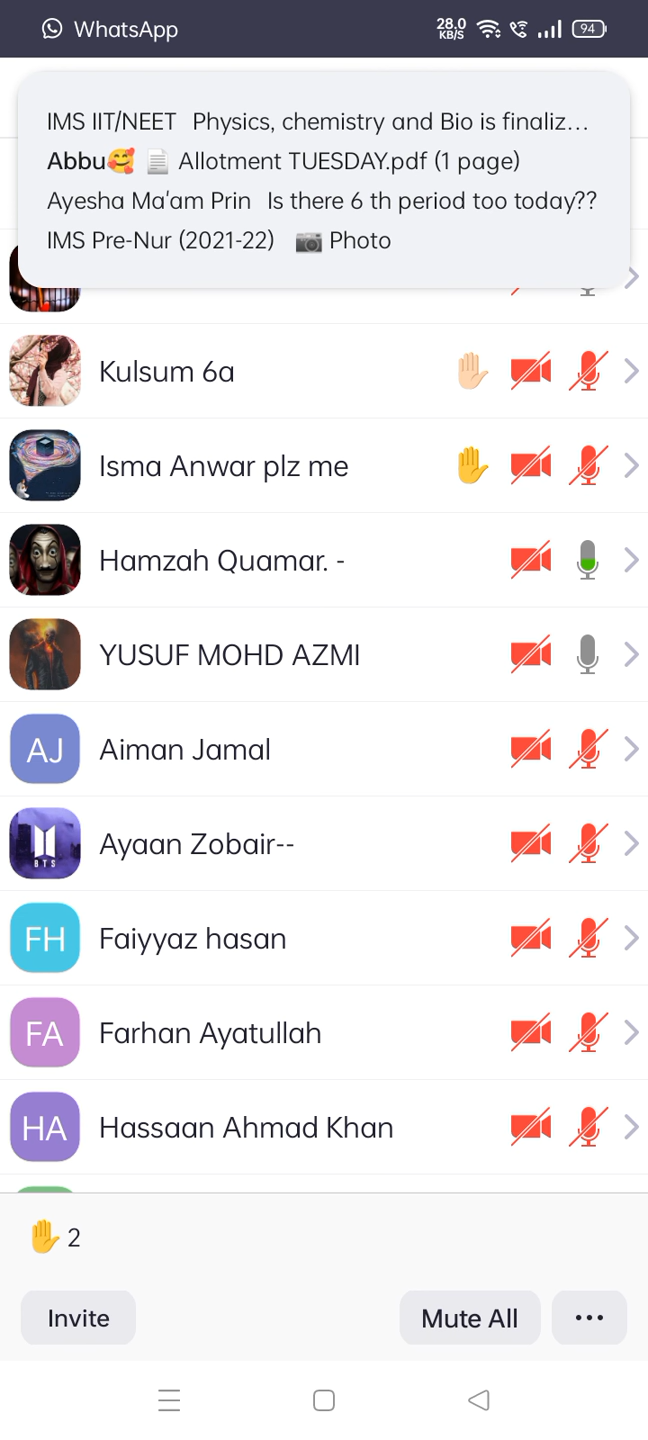 WhatsApp 28.0 KB/S 94
IMS IIT/NEET Physics, chemistry and Bio is finaliz...
Abbu🥰 📄 Allotment TUESDAY.pdf (1 page)
Ayesha Ma'am Prin Is there 6 th period too today??
IMS Pre-Nur (2021-22) 📷 Photo
Kulsum 6a
Isma Anwar plz me
Hamzah Quamar. -
YUSUF MOHD AZMI
AJ Aiman Jamal
BTS Ayaan Zobair--
FH Faiyyaz hasan
FA Farhan Ayatullah
HA Hassaan Ahmad Khan
✋ 2
Invite Mute All ...